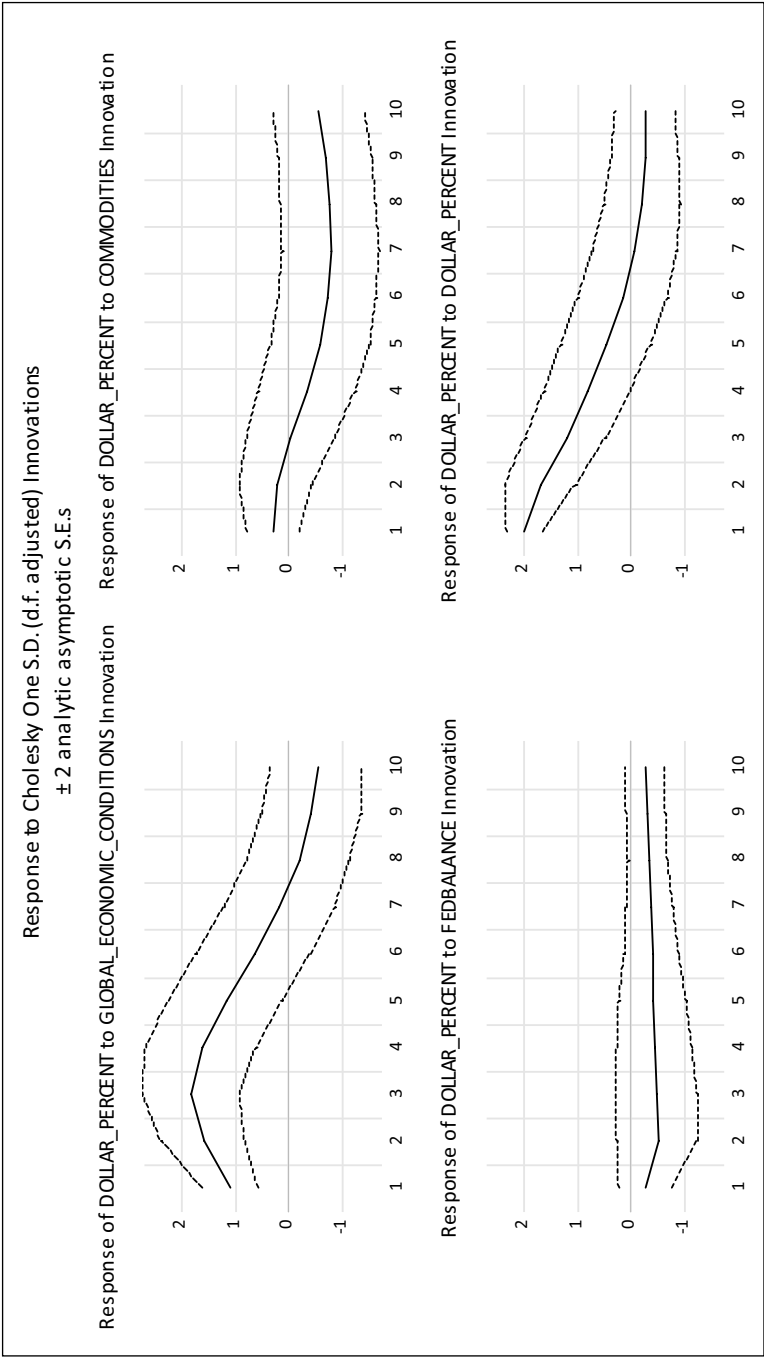 Response to Cholesky One S.D. (d.f. adjusted) Innovations
± 2 analytic asymptotic S.E.s
Response of DOLLAR_PERCENT to GLOBAL_ECONOMIC_CONDITIONS Innovation
2
1
0
-1
1 2 3 4 5 6 7 8 9 10
Response of DOLLAR_PERCENT to COMMODITIES Innovation
2
1
0
-1
1 2 3 4 5 6 7 8 9 10
Response of DOLLAR_PERCENT to FEDBALANCE Innovation
2
1
0
-1
1 2 3 4 5 6 7 8 9 10
Response of DOLLAR_PERCENT to DOLLAR_PERCENT Innovation
2
1
0
-1
1 2 3 4 5 6 7 8 9 10